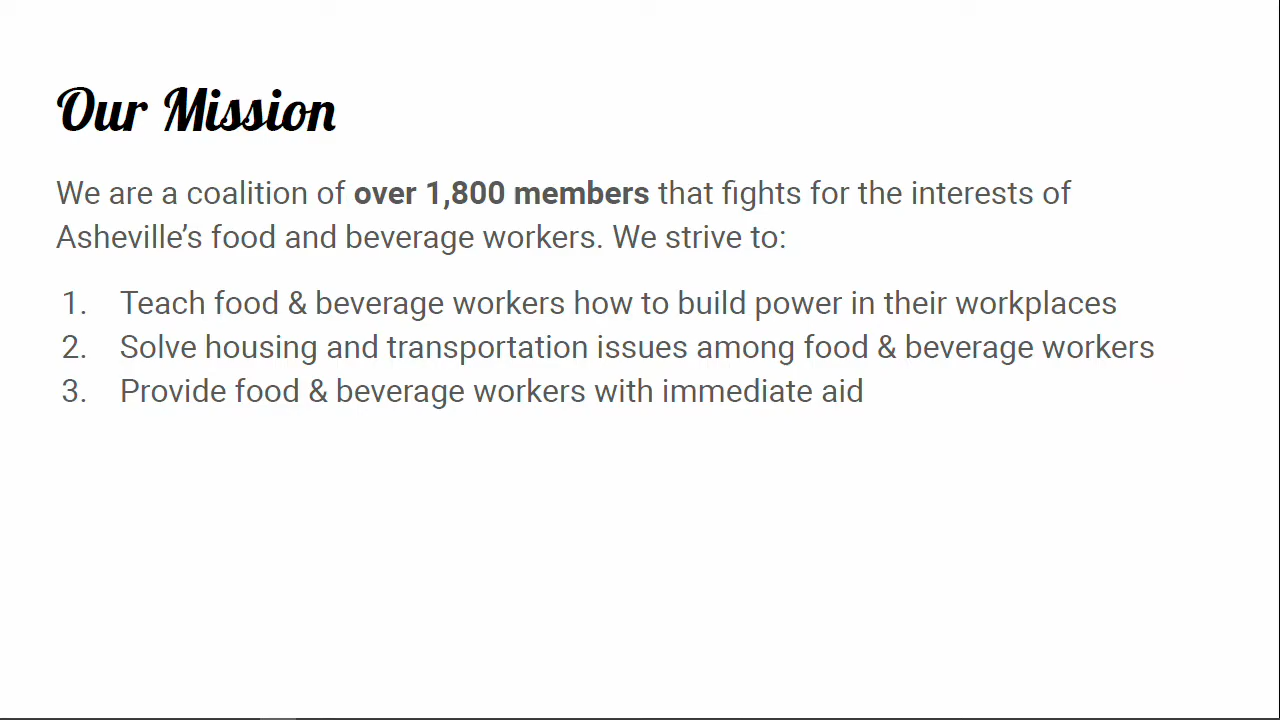 Our Mission
We are a coalition of over 1,800 members that fights for the interests of
Asheville’s food and beverage workers. We strive to:
1. Teach food & beverage workers how to build power in their workplaces
2. Solve housing and transportation issues among food & beverage workers
3. Provide food & beverage workers with immediate aid